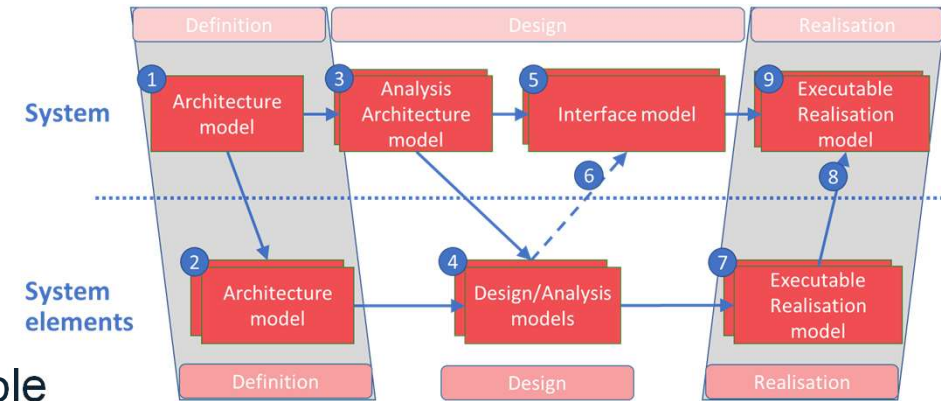 Definition
Design
Realisation
1
3
5
9
System
Architecture
model
Analysis
Architecture
model
Interface model
Executable
Realisation
model
6
8
2
4
7
System
elements
Architecture
model
Design/Analysis
models
Executable
Realisation
model
Definition
Design
Realisation